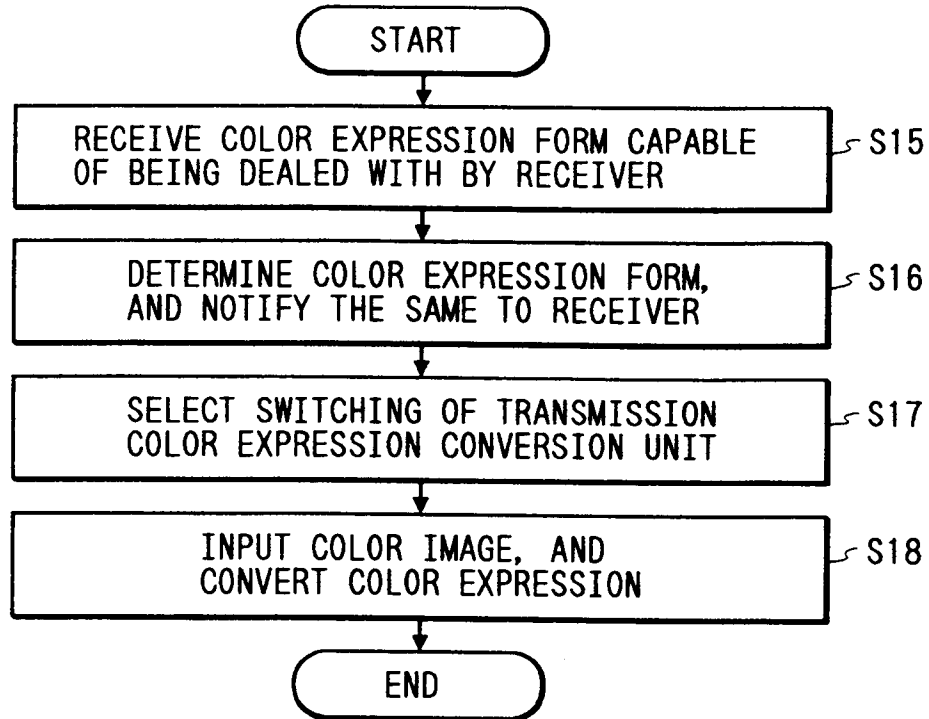 START
RECEIVE COLOR EXPRESSION FORM CAPABLE
OF BEING DEALED WITH BY RECEIVER
S15
DETERMINE COLOR EXPRESSION FORM,
AND NOTIFY THE SAME TO RECEIVER
S16
SELECT SWITCHING OF TRANSMISSION
COLOR EXPRESSION CONVERSION UNIT
S17
INPUT COLOR IMAGE, AND
CONVERT COLOR EXPRESSION
S18
END